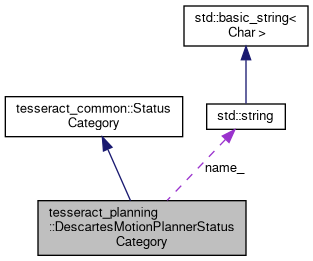 std::basic_string<
Char >
tesseract_common::Status
Category
std::string
name_
tesseract_planning
::DescartesMotionPlannerStatus
Category